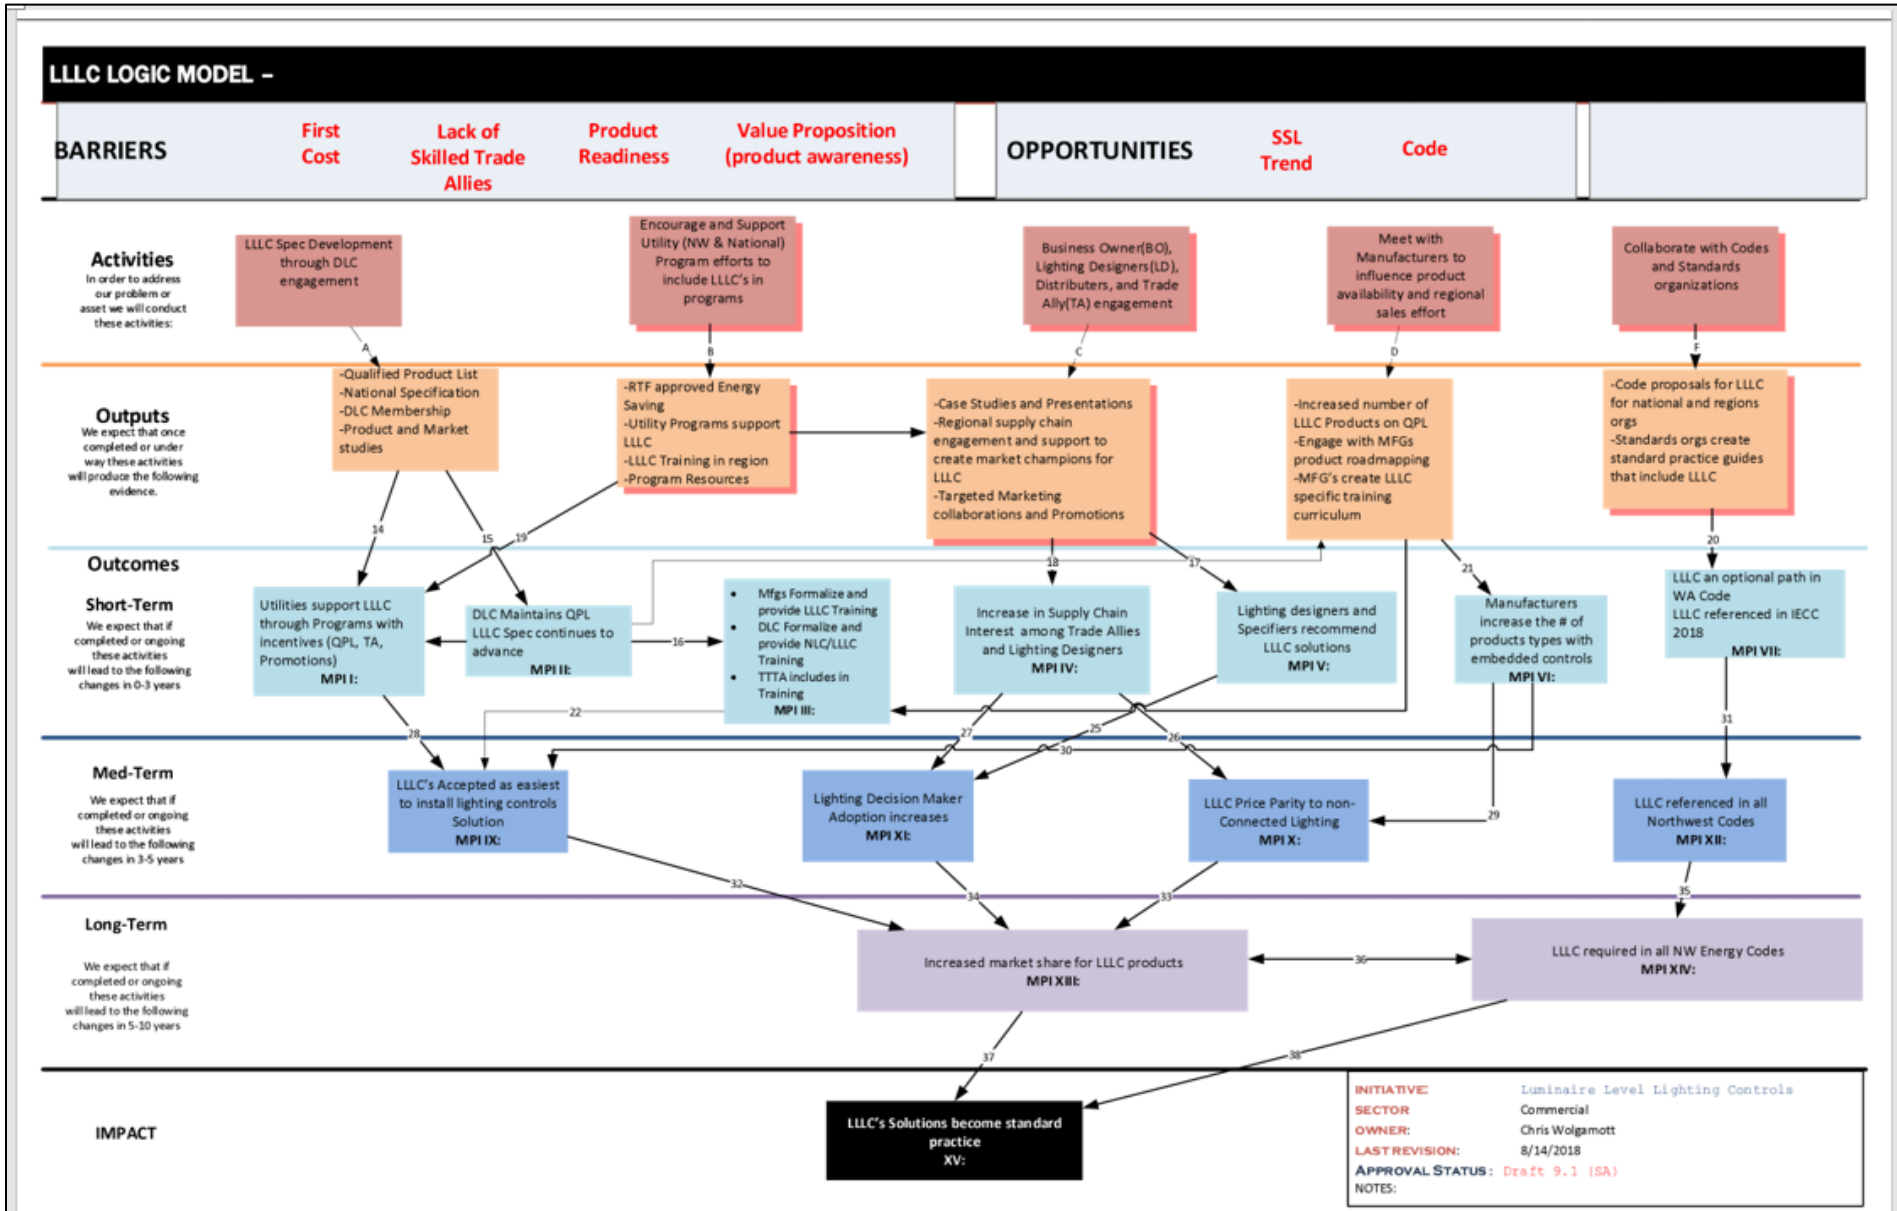 LLLC LOGIC MODEL –
BARRIERS
First
Cost
Lack of
Skilled Trade
Allies
Product
Readiness
Value Proposition
(product awareness)
OPPORTUNITIES
SSL
Trend
Code
Activities
In order to address
our problem or
asset we will conduct
these activities:
LLLC Spec Development
through DLC
engagement
Encourage and Support
Utility (NW & National)
Program efforts to
include LLLC's in
programs
Business Owner(BO),
Lighting Designers(LD),
Distributers, and Trade
Ally(TA) engagement
Meet with
Manufacturers to
influence product
availability and regional
sales effort
Collaborate with Codes
and Standards
organizations
A
B
C
D
F
Outputs
We expect that once
completed or under
way these activities
will produce the following
evidence.
-Qualified Product List
-National Specification
-DLC Membership
-Product and Market
studies
-RTF approved Energy
Saving
-Utility Programs support
LLLC
-LLLC Training in region
-Program Resources
-Case Studies and Presentations
-Regional supply chain
engagement and support to
create market champions for
LLLC
-Targeted Marketing
collaborations and Promotions
-Increased number of
LLLC Products on QPL
-Engage with MFGs
product roadmapping
-MFG's create LLLC
specific training
curriculum
-Code proposals for LLLC
for national and regions
orgs
-Standards orgs create
standard practice guides
that include LLLC
14
15
19
18
17
21
20
Outcomes
Short-Term
We expect that if
completed or ongoing
these activities
will lead to the following
changes in 0-3 years
Utilities support LLLC
through Programs with
incentives (QPL, TA,
Promotions)
MPI I:
DLC Maintains QPL
LLLC Spec continues to
advance
MPI II:
16
• Mfgs Formalize and
provide LLLC Training
• DLC Formalize and
provide NLC/LLLC
Training
• TTTA includes in
Training
MPI III:
Increase in Supply Chain
Interest among Trade Allies
and Lighting Designers
MPI IV:
Lighting designers and
Specifiers recommend
LLLC solutions
MPI V:
Manufacturers
increase the # of
products types with
embedded controls
MPI VI:
LLLC an optional path in
WA Code
LLLC referenced in IECC
2018
MPI VII:
28
22
27
25
26
30
31
29
Med-Term
We expect that if
completed or ongoing
these activities
will lead to the following
changes in 3-5 years
LLLC's Accepted as easiest
to install lighting controls
Solution
MPI IX:
Lighting Decision Maker
Adoption increases
MPI XI:
LLLC Price Parity to non-
Connected Lighting
MPI X:
LLLC referenced in all
Northwest Codes
MPI XII:
32
34
33
35
Long-Term
We expect that if
completed or ongoing
these activities
will lead to the following
changes in 5-10 years
Increased market share for LLLC products
MPI XIII:
36
LLLC required in all NW Energy Codes
MPI XIV:
37
38
IMPACT
LLLC's Solutions become standard
practice
XV:
INITIATIVE: Luminaire Level Lighting Controls
SECTOR Commercial
OWNER: Chris Wolgamott
LAST REVISION: 8/14/2018
APPROVAL STATUS: Draft 9.1 (SA)
NOTES: